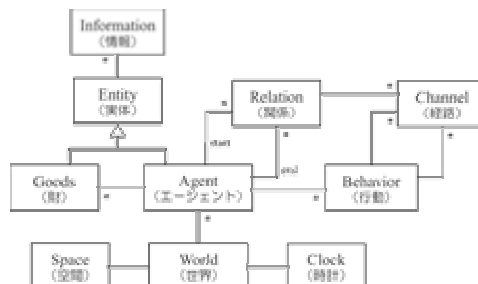 Information
(情報)
*
Entity
(実体)
*
Relation
(関係)
*
Channel
(経路)
start
*
*
*
end
Goods
(財)
*
Agent
(エージェント)
*
Behavior
(行動)
*
Space
(空間)
World
(世界)
Clock
(時計)